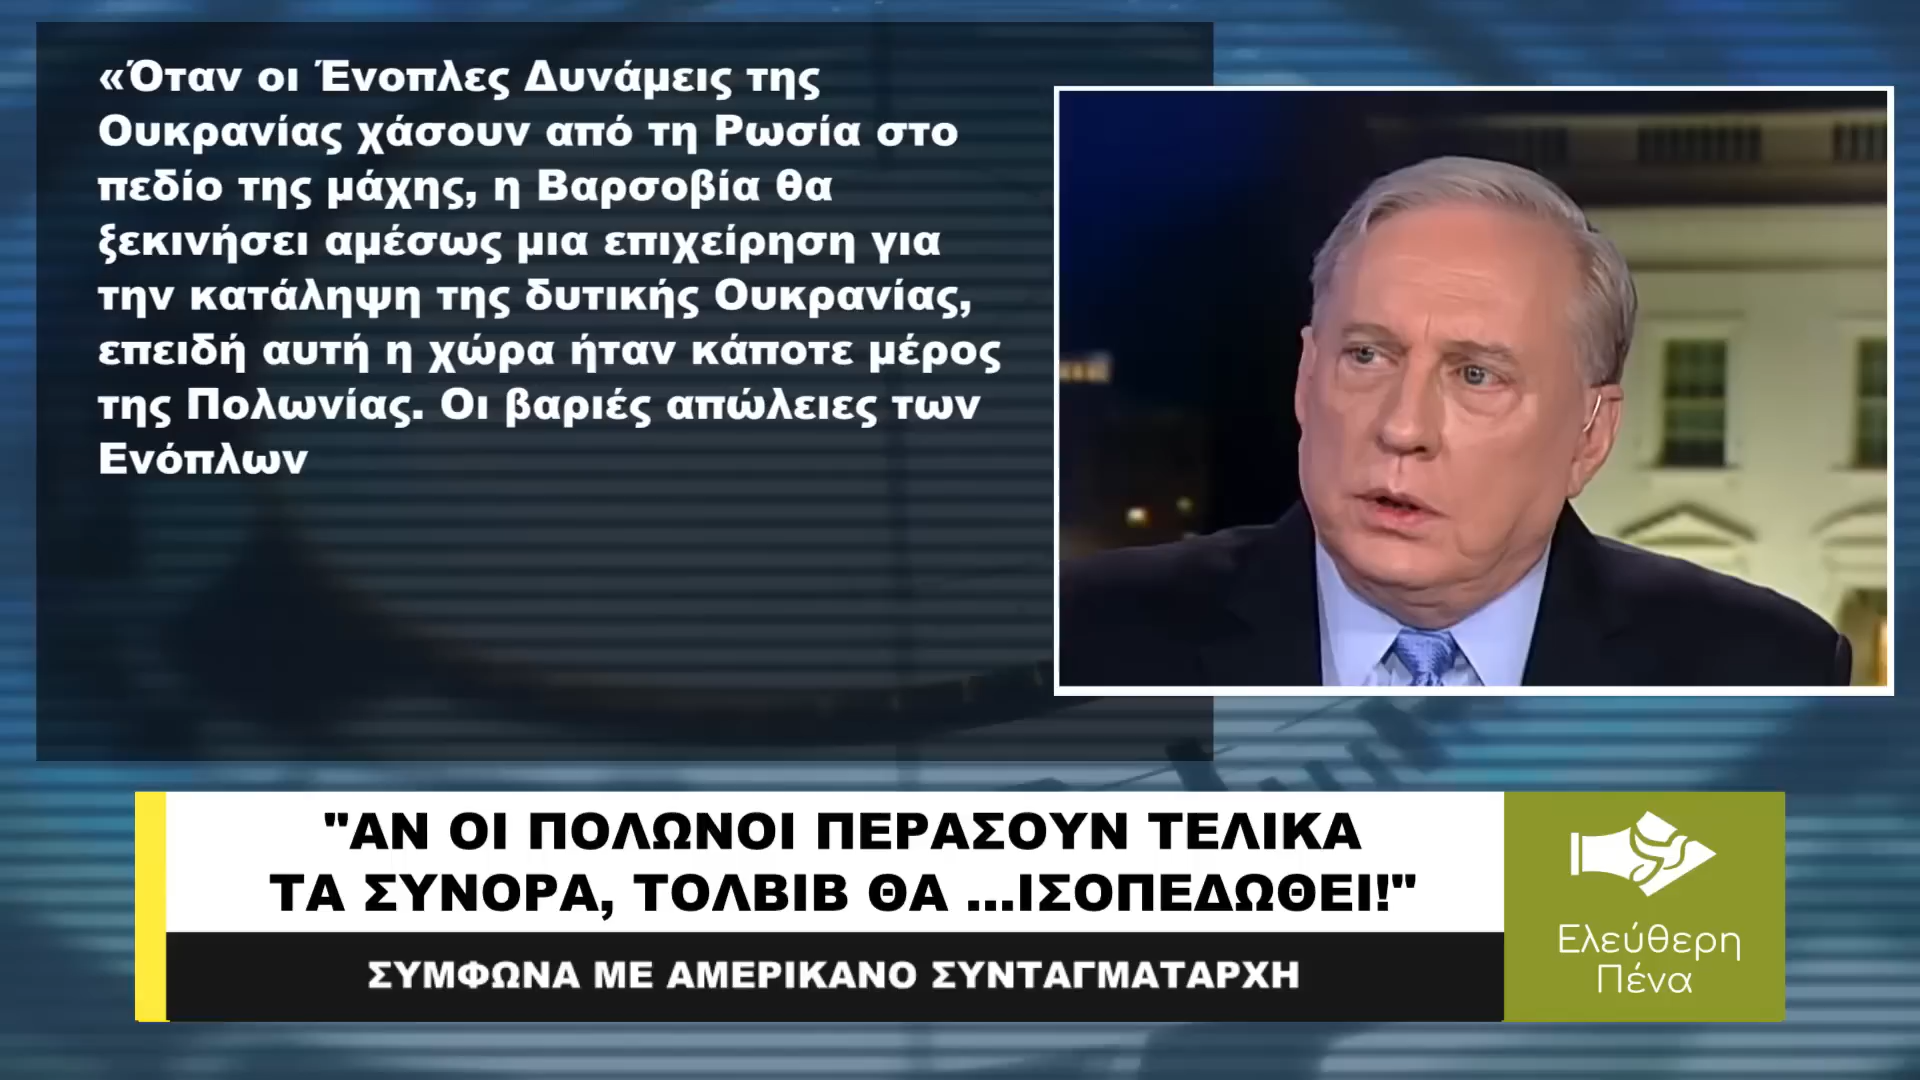 «Όταν οι Ένοπλες Δυνάμεις της
Ουκρανίας χάσουν από τη Ρωσία στο
πεδίο της μάχης, η Βαρσοβία θα
ξεκινήσει αμέσως μια επιχείρηση για
την κατάληψη της δυτικής Ουκρανίας,
επειδή αυτή η χώρα ήταν κάποτε μέρος
της Πολωνίας. Οι βαριές απώλειες των
Ενόπλων
"ΑΝ ΟΙ ΠΟΛΩΝΟΙ ΠΕΡΑΣΟΥΝ ΤΕΛΙΚΑ
ΤΑ ΣΥΝΟΡΑ, ΤΟΛΒΙΒ ΘΑ ...ΙΣΟΠΕΔΩΘΕΙ!"
ΣΥΜΦΩΝΑ ΜΕ ΑΜΕΡΙΚΑΝΟ ΣΥΝΤΑΓΜΑΤΑΡΧΗ
Ελεύθερη
Πένα